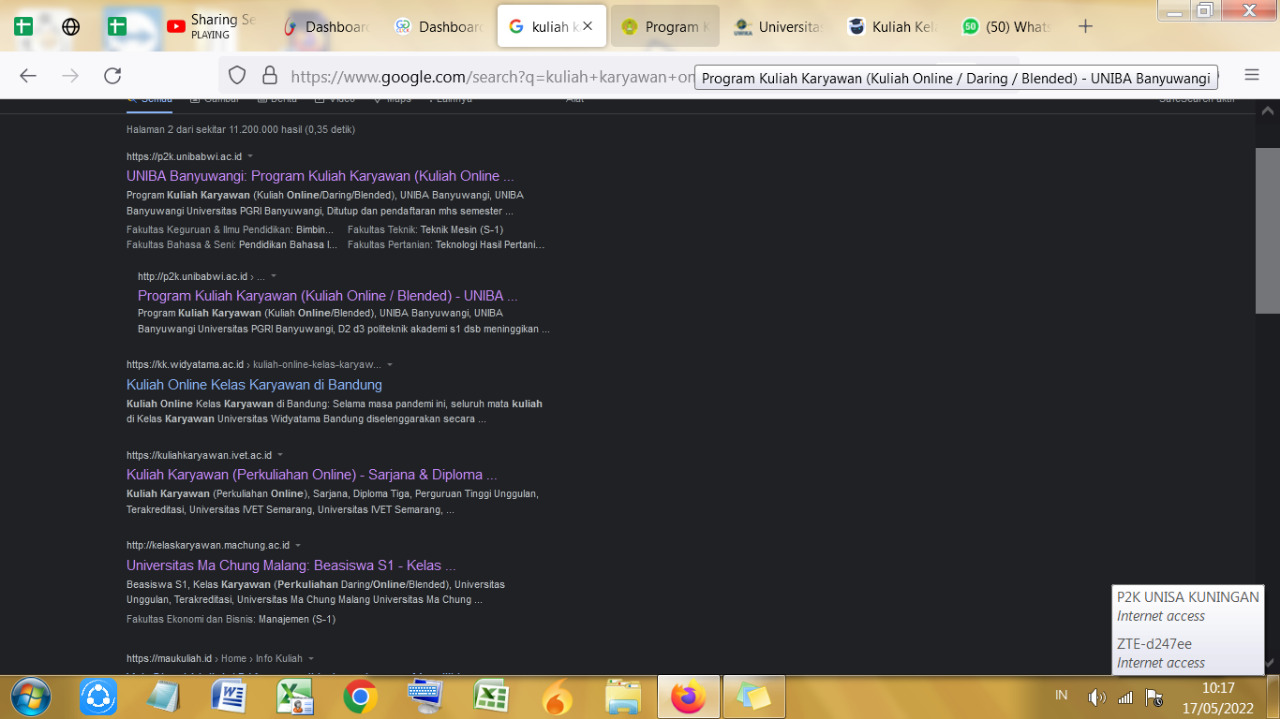 Sharing Se
PLAYING
Dashboar
Dashboar
kuliah k
Program K
Universitas
Kuliah Kela
(50) Whats
https://www.google.com/search?q=kuliah+karyawan+on
Program Kuliah Karyawan (Kuliah Online / Daring / Blended) - UNIBA Banyuwangi
Semua Gambar Berita Video Maps Lainnya Alat SafeSearch aktif
Halaman 2 dari sekitar 11.200.000 hasil (0,35 detik)
https://p2k.unibabwi.ac.id
UNIBA Banyuwangi: Program Kuliah Karyawan (Kuliah Online ...
Program Kuliah Karyawan (Kuliah Online/Daring/Blended), UNIBA Banyuwangi, UNIBA
Banyuwangi Universitas PGRI Banyuwangi, Ditutup dan pendaftaran mhs semester ...
Fakultas Keguruan & Ilmu Pendidikan: Bimbin... Fakultas Teknik: Teknik Mesin (S-1)
Fakultas Bahasa & Seni: Pendidikan Bahasa I... Fakultas Pertanian: Teknologi Hasil Pertani...
http://p2k.unibabwi.ac.id › ...
Program Kuliah Karyawan (Kuliah Online / Blended) - UNIBA ...
Program Kuliah Karyawan (Kuliah Online/Blended), UNIBA Banyuwangi, UNIBA
Banyuwangi Universitas PGRI Banyuwangi, D2 d3 politeknik akademi s1 dsb meninggikan ...
https://kk.widyatama.ac.id › kuliah-online-kelas-karyaw...
Kuliah Online Kelas Karyawan di Bandung
Kuliah Online Kelas Karyawan di Bandung: Selama masa pandemi ini, seluruh mata kuliah
di Kelas Karyawan Universitas Widyatama Bandung diselenggarakan secara ...
https://kuliahkaryawan.ivet.ac.id
Kuliah Karyawan (Perkuliahan Online) - Sarjana & Diploma ...
Kuliah Karyawan (Perkuliahan Online), Sarjana, Diploma Tiga, Perguruan Tinggi Unggulan,
Terakreditasi, Universitas IVET Semarang, Universitas IVET Semarang, ...
http://kelaskaryawan.machung.ac.id
Universitas Ma Chung Malang: Beasiswa S1 - Kelas ...
Beasiswa S1, Kelas Karyawan (Perkuliahan Daring/Online/Blended), Universitas
Unggulan, Terakreditasi, Universitas Ma Chung Malang Universitas Ma Chung ...
Fakultas Ekonomi dan Bisnis: Manajemen (S-1)
https://maukuliah.id › Home › Info Kuliah
P2K UNISA KUNINGAN
Internet access
ZTE-d247ee
Internet access
IN
10:17
17/05/2022